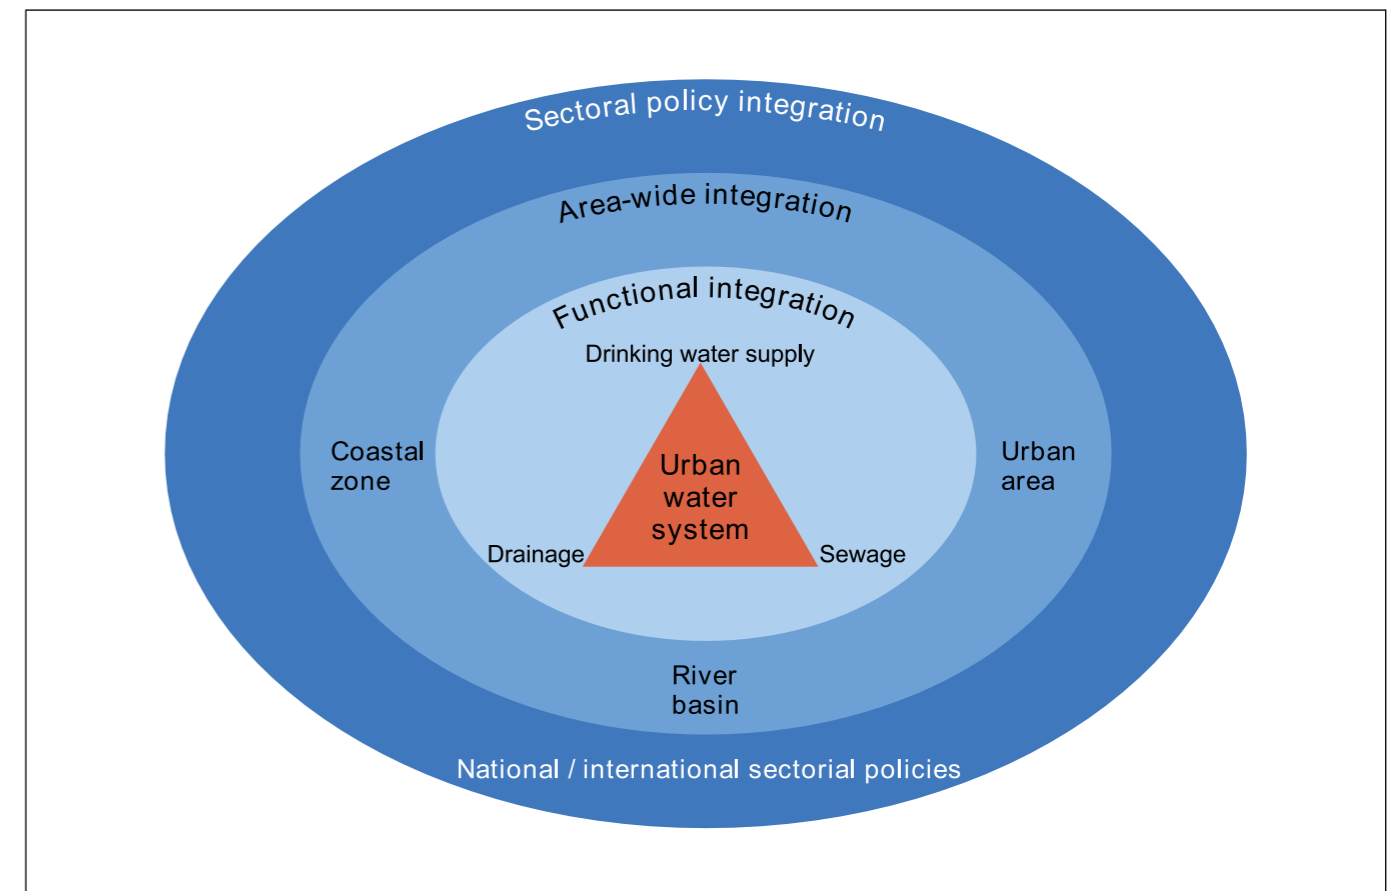 Sectoral policy integration
Area-wide integration
Functional integration
Drinking water supply
Coastal
zone
Urban
water
system
Urban
area
Drainage
Sewage
River
basin
National / international sectorial policies